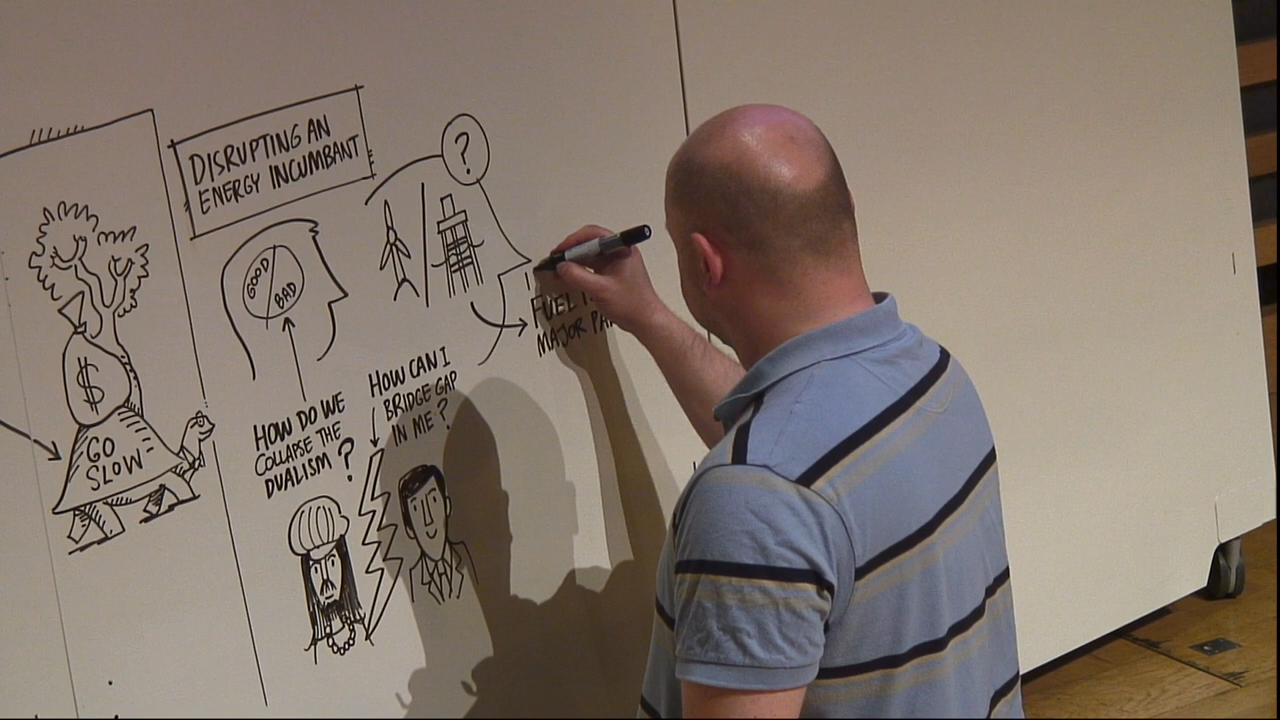 DISRUPTING AN
ENERGY INCUMBANT
?
GOOD
BAD
FUEL
MAJOR
$
GO
SLOW
HOW DO WE
COLLAPSE THE
DUALISM?
HOW CAN I
BRIDGE GAP
IN ME?